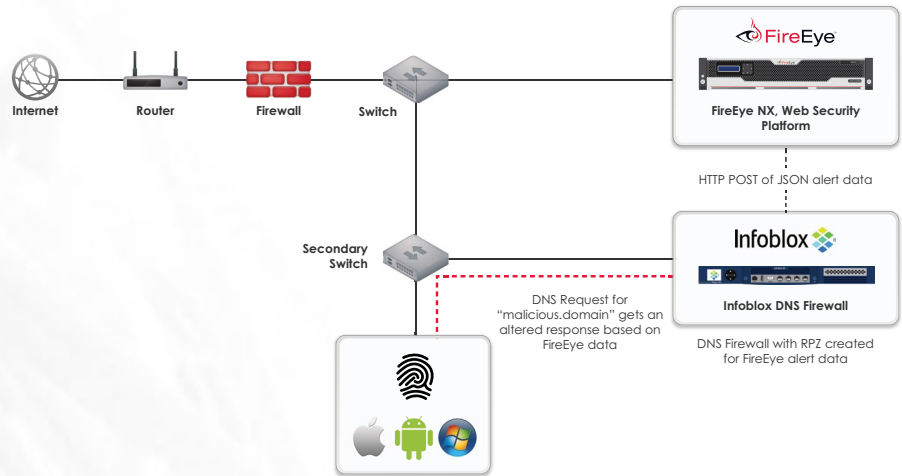 FireEye
Internet
Router
Firewall
Switch
FireEye NX, Web Security
Platform
HTTP POST of JSON alert data
Infoblox
Secondary
Switch
Infoblox DNS Firewall
DNS Request for
“malicious.domain” gets an
altered response based on
FireEye data
DNS Firewall with RPZ created
for FireEye alert data